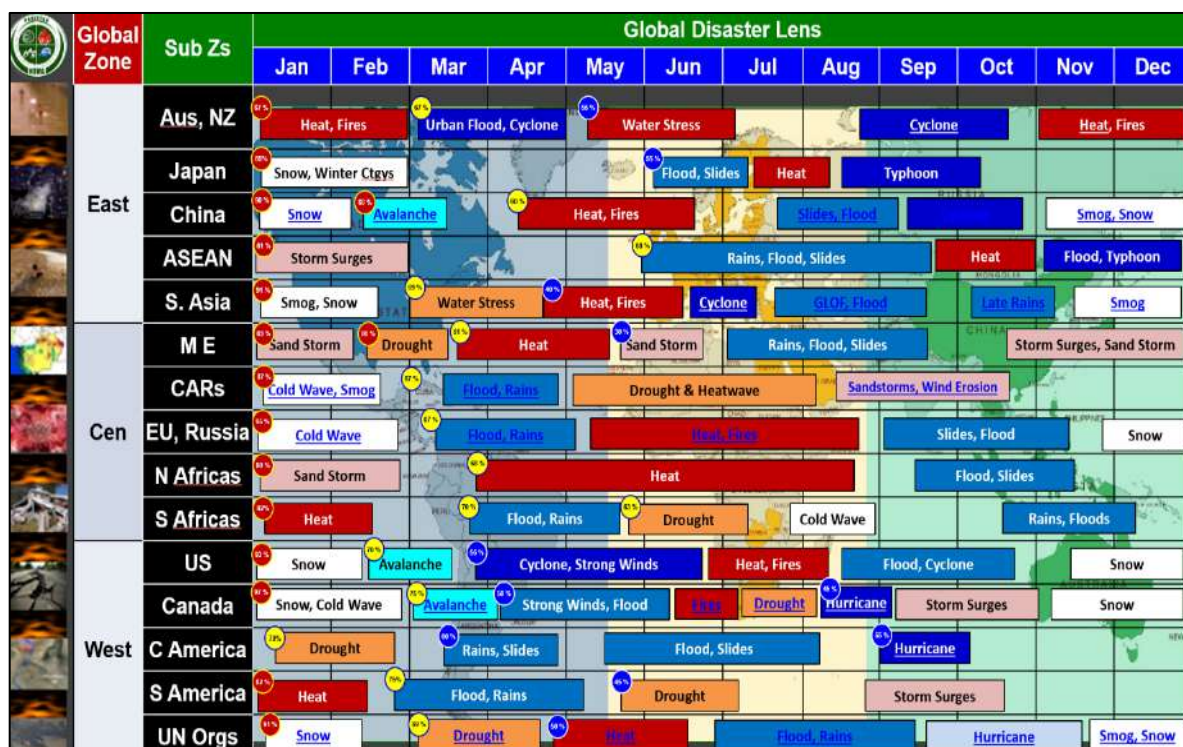 Global Zone
Sub Zs
Global Disaster Lens
Jan Feb Mar Apr May Jun Jul Aug Sep Oct Nov Dec
East
Aus, NZ
Heat, Fires
Urban Flood, Cyclone
Water Stress
Cyclone
Heat, Fires
Japan
Snow, Winter Ctgys
Flood, Slides
Heat
Typhoon
China
Snow
Avalanche
Heat, Fires
Slides, Flood
Smog, Snow
ASEAN
Storm Surges
Rains, Flood, Slides
Heat
Flood, Typhoon
S. Asia
Smog, Snow
Water Stress
Heat, Fires
Cyclone
GLOF, Flood
Late Rains
Smog
Cen
M E
Sand Storm
Drought
Heat
Sand Storm
Rains, Flood, Slides
Storm Surges, Sand Storm
CARs
Cold Wave, Smog
Flood, Rains
Drought & Heatwave
Sandstorms, Wind Erosion
EU, Russia
Cold Wave
Flood, Rains
Heat, Fires
Slides, Flood
Snow
N Africas
Sand Storm
Heat
Flood, Slides
S Africas
Heat
Flood, Rains
Drought
Cold Wave
Rains, Floods
West
US
Snow
Avalanche
Cyclone, Strong Winds
Heat, Fires
Flood, Cyclone
Snow
Canada
Snow, Cold Wave
Avalanche
Strong Winds, Flood
Fires
Drought
Hurricane
Storm Surges
Snow
C America
Drought
Rains, Slides
Flood, Slides
Hurricane
S America
Heat
Flood, Rains
Drought
Storm Surges
UN Orgs
Snow
Drought
Heat
Flood, Rains
Hurricane
Smog, Snow